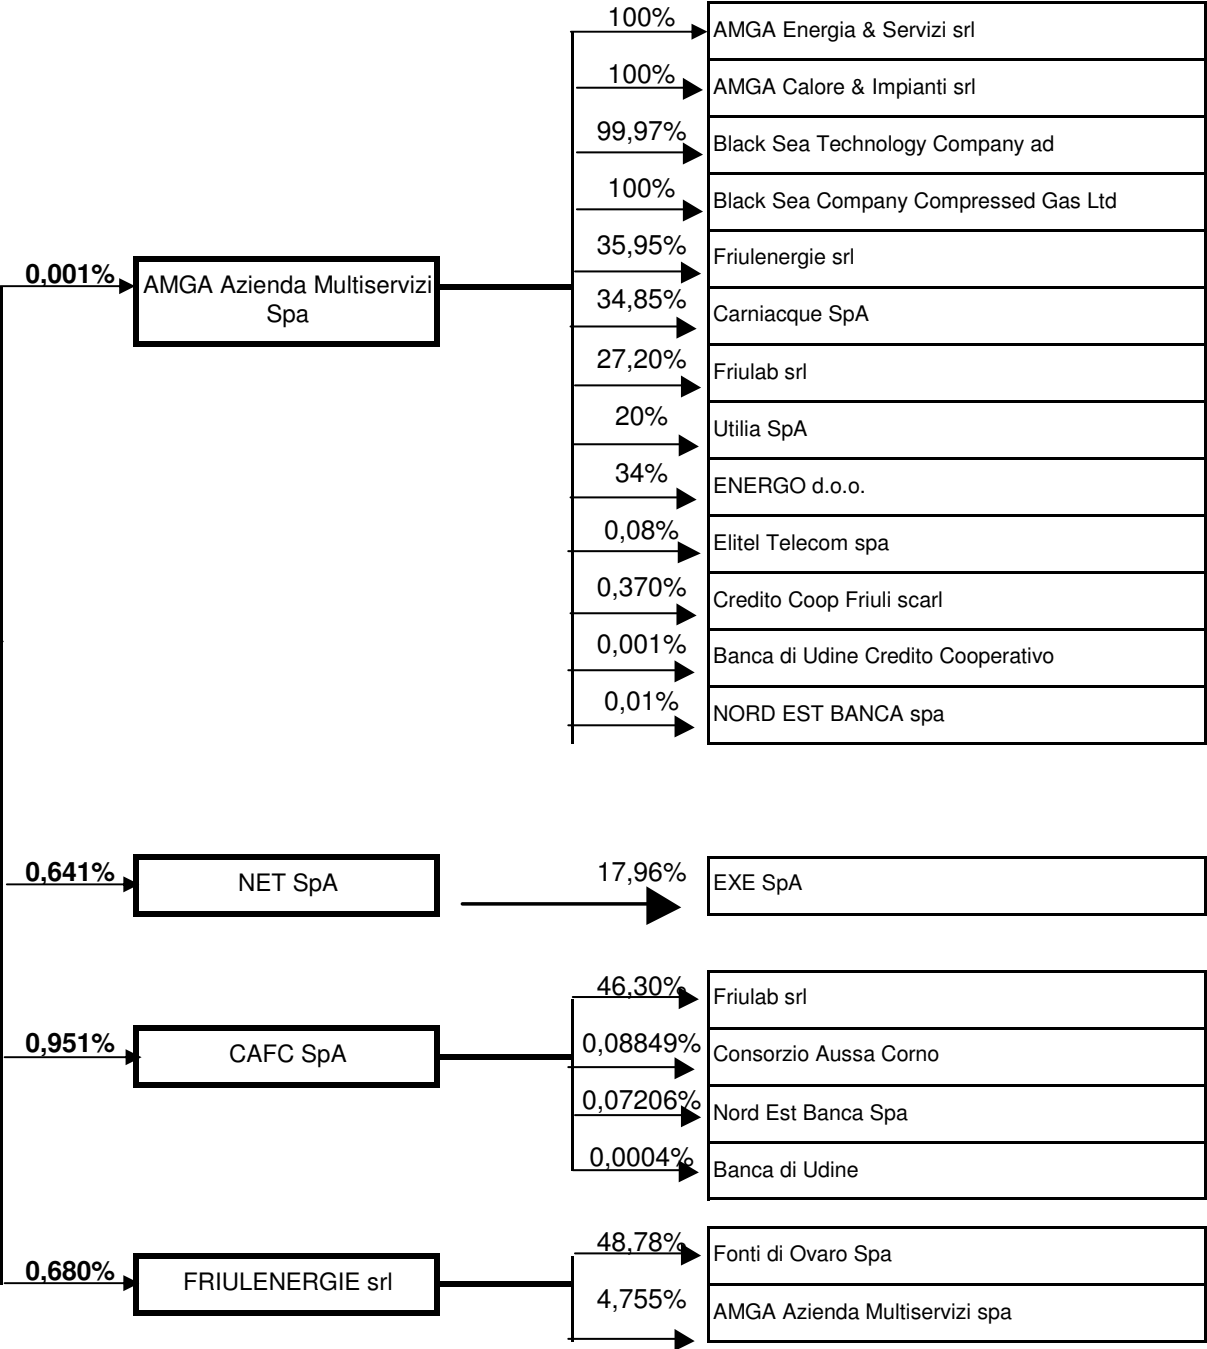 100%
AMGA Energia & Servizi srl
100%
AMGA Calore & Impianti srl
99,97%
Black Sea Technology Company ad
100%
Black Sea Company Compressed Gas Ltd
35,95%
Friulenergie srl
0,001%
AMGA Azienda Multiservizi
Spa
34,85%
Carniacque SpA
27,20%
Friulab srl
20%
Utilia SpA
34%
ENERGO d.o.o.
0,08%
Elitel Telecom spa
0,370%
Credito Coop Friuli scarl
0,001%
Banca di Udine Credito Cooperativo
0,01%
NORD EST BANCA spa
0,641%
NET SpA
17,96%
EXE SpA
46,30%
Friulab srl
0,951%
CAFC SpA
0,08849%
Consorzio Aussa Corno
0,07206%
Nord Est Banca Spa
0,0004%
Banca di Udine
48,78%
Fonti di Ovaro Spa
0,680%
FRIULENERGIE srl
4,755%
AMGA Azienda Multiservizi spa